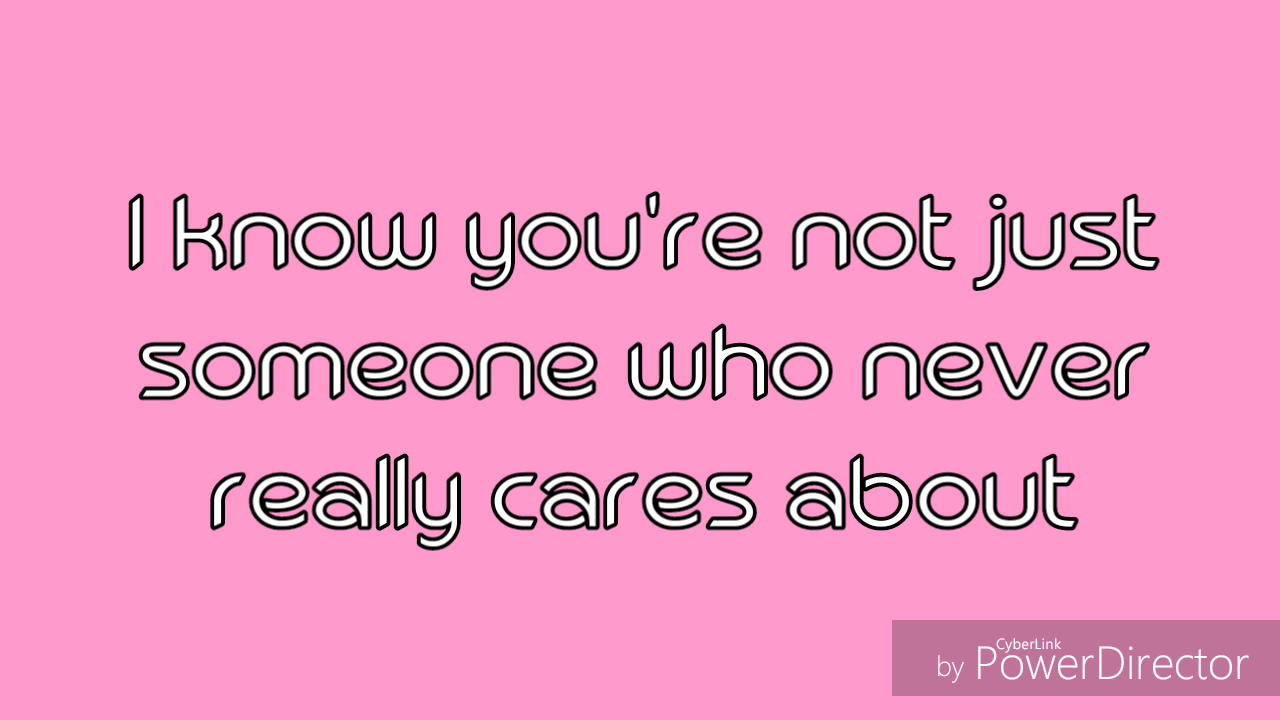 I know you're not just
someone who never
really cares about
CyberLink
by PowerDirector